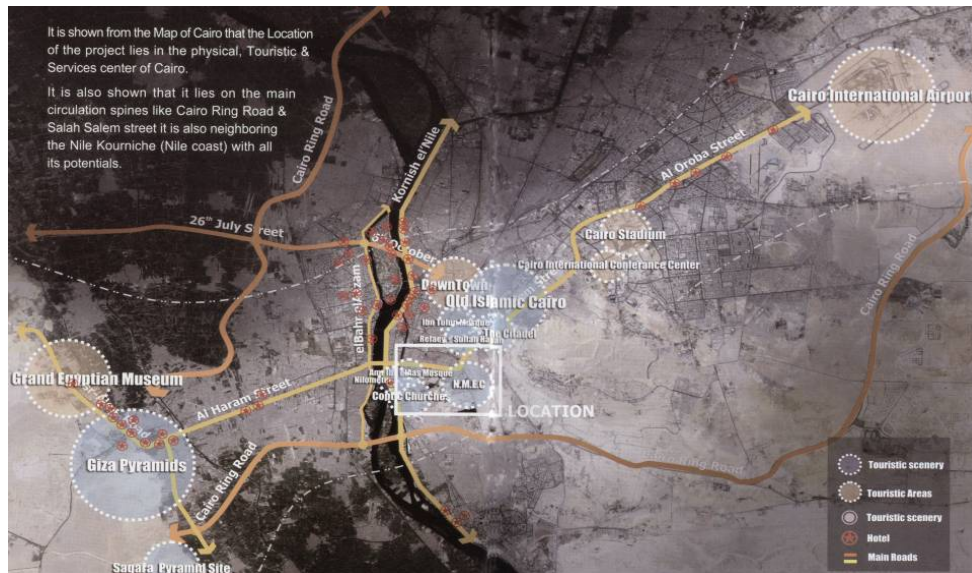 It is shown from the Map of Cairo that the Location
of the project lies in the physical, Touristic &
Services center of Cairo.
It is also shown that it lies on the main
circulation spines like Cairo Ring Road &
Salah Salem street it is also neighboring
the Nile Kourniche (Nile coast) with all
its potentials.
Cairo International Airport
Cairo Ring Road
Kornish el'Nile
Al Oroba Street
26th July Street
6th October
Cairo Stadium
Cairo International Conferance Center
DownTown
Old Islamic Cairo
elBahr elAazam
Ibn Tolun Mosque
The Citadel
Cairo Ring Road
Grand Egyptian Museum
Nilometer
Mosque
N.M.E.C
Coptic Churches
Al Haram Street
LOCATION
Giza Pyramids
Cairo Ring Road
Ring Road
Saqara Pyramid Site
Touristic scenery
Touristic Areas
Touristic scenery
Hotel
Main Roads